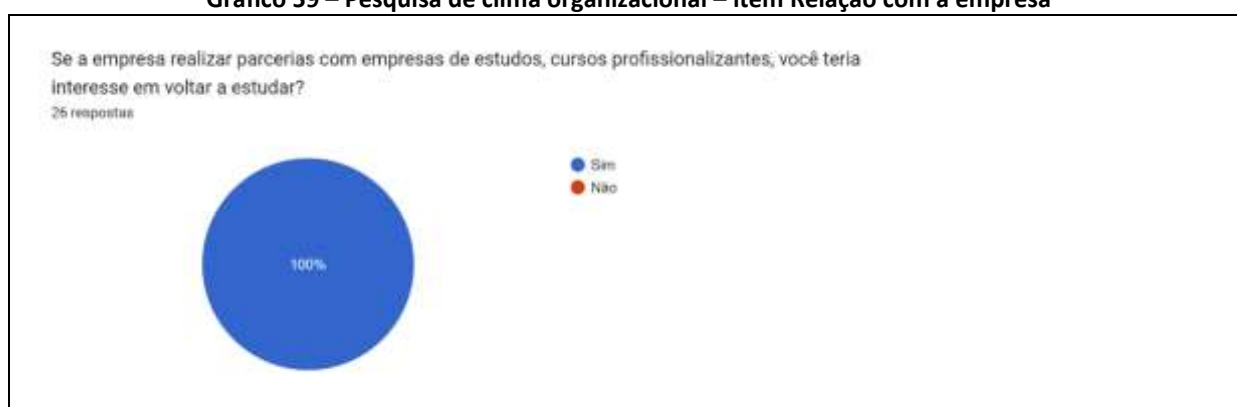 Gráfico 39 – Pesquisa de clima organizacional – Item Relação com a empresa
Se a empresa realizar parcerias com empresas de estudos, cursos profissionalizantes, você teria
interesse em voltar a estudar?
26 respostas
Sim
Não
100%